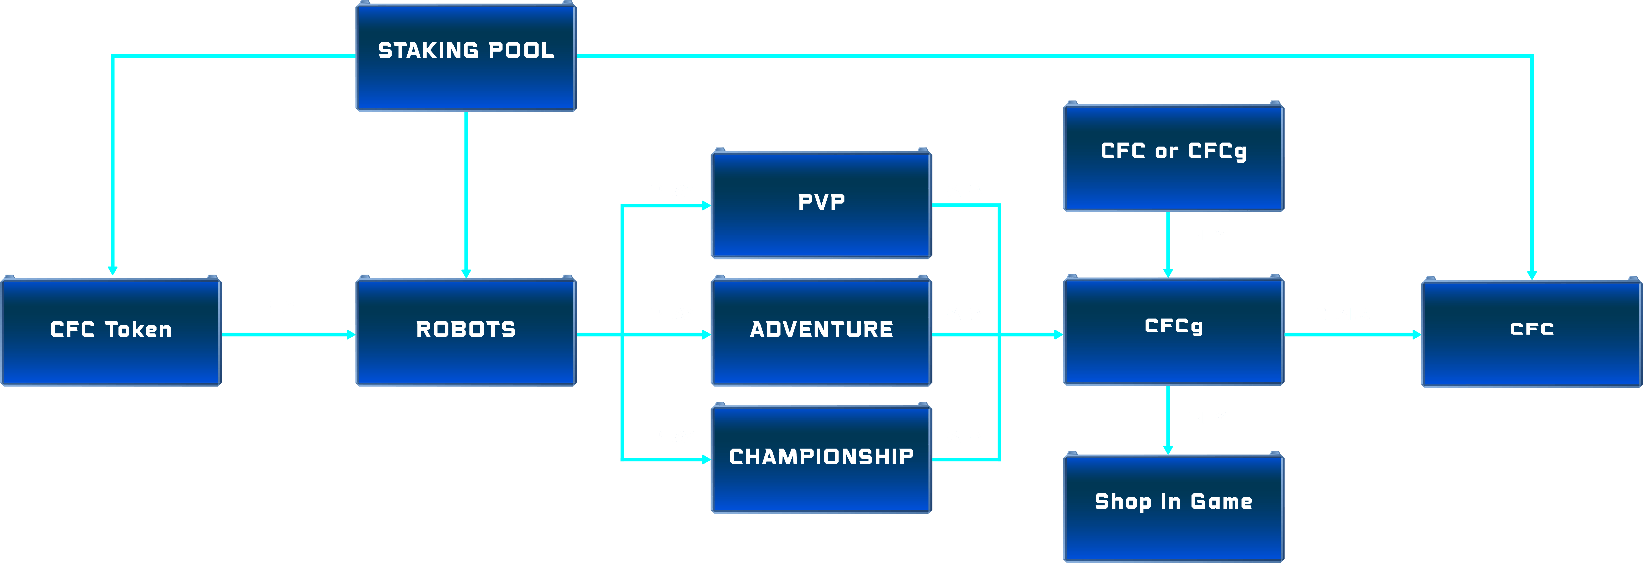 STAKING POOL
CFC or CFCg
PVP
CFC Token
ROBOTS
ADVENTURE
CFCg
CFC
CHAMPIONSHIP
Shop in Game